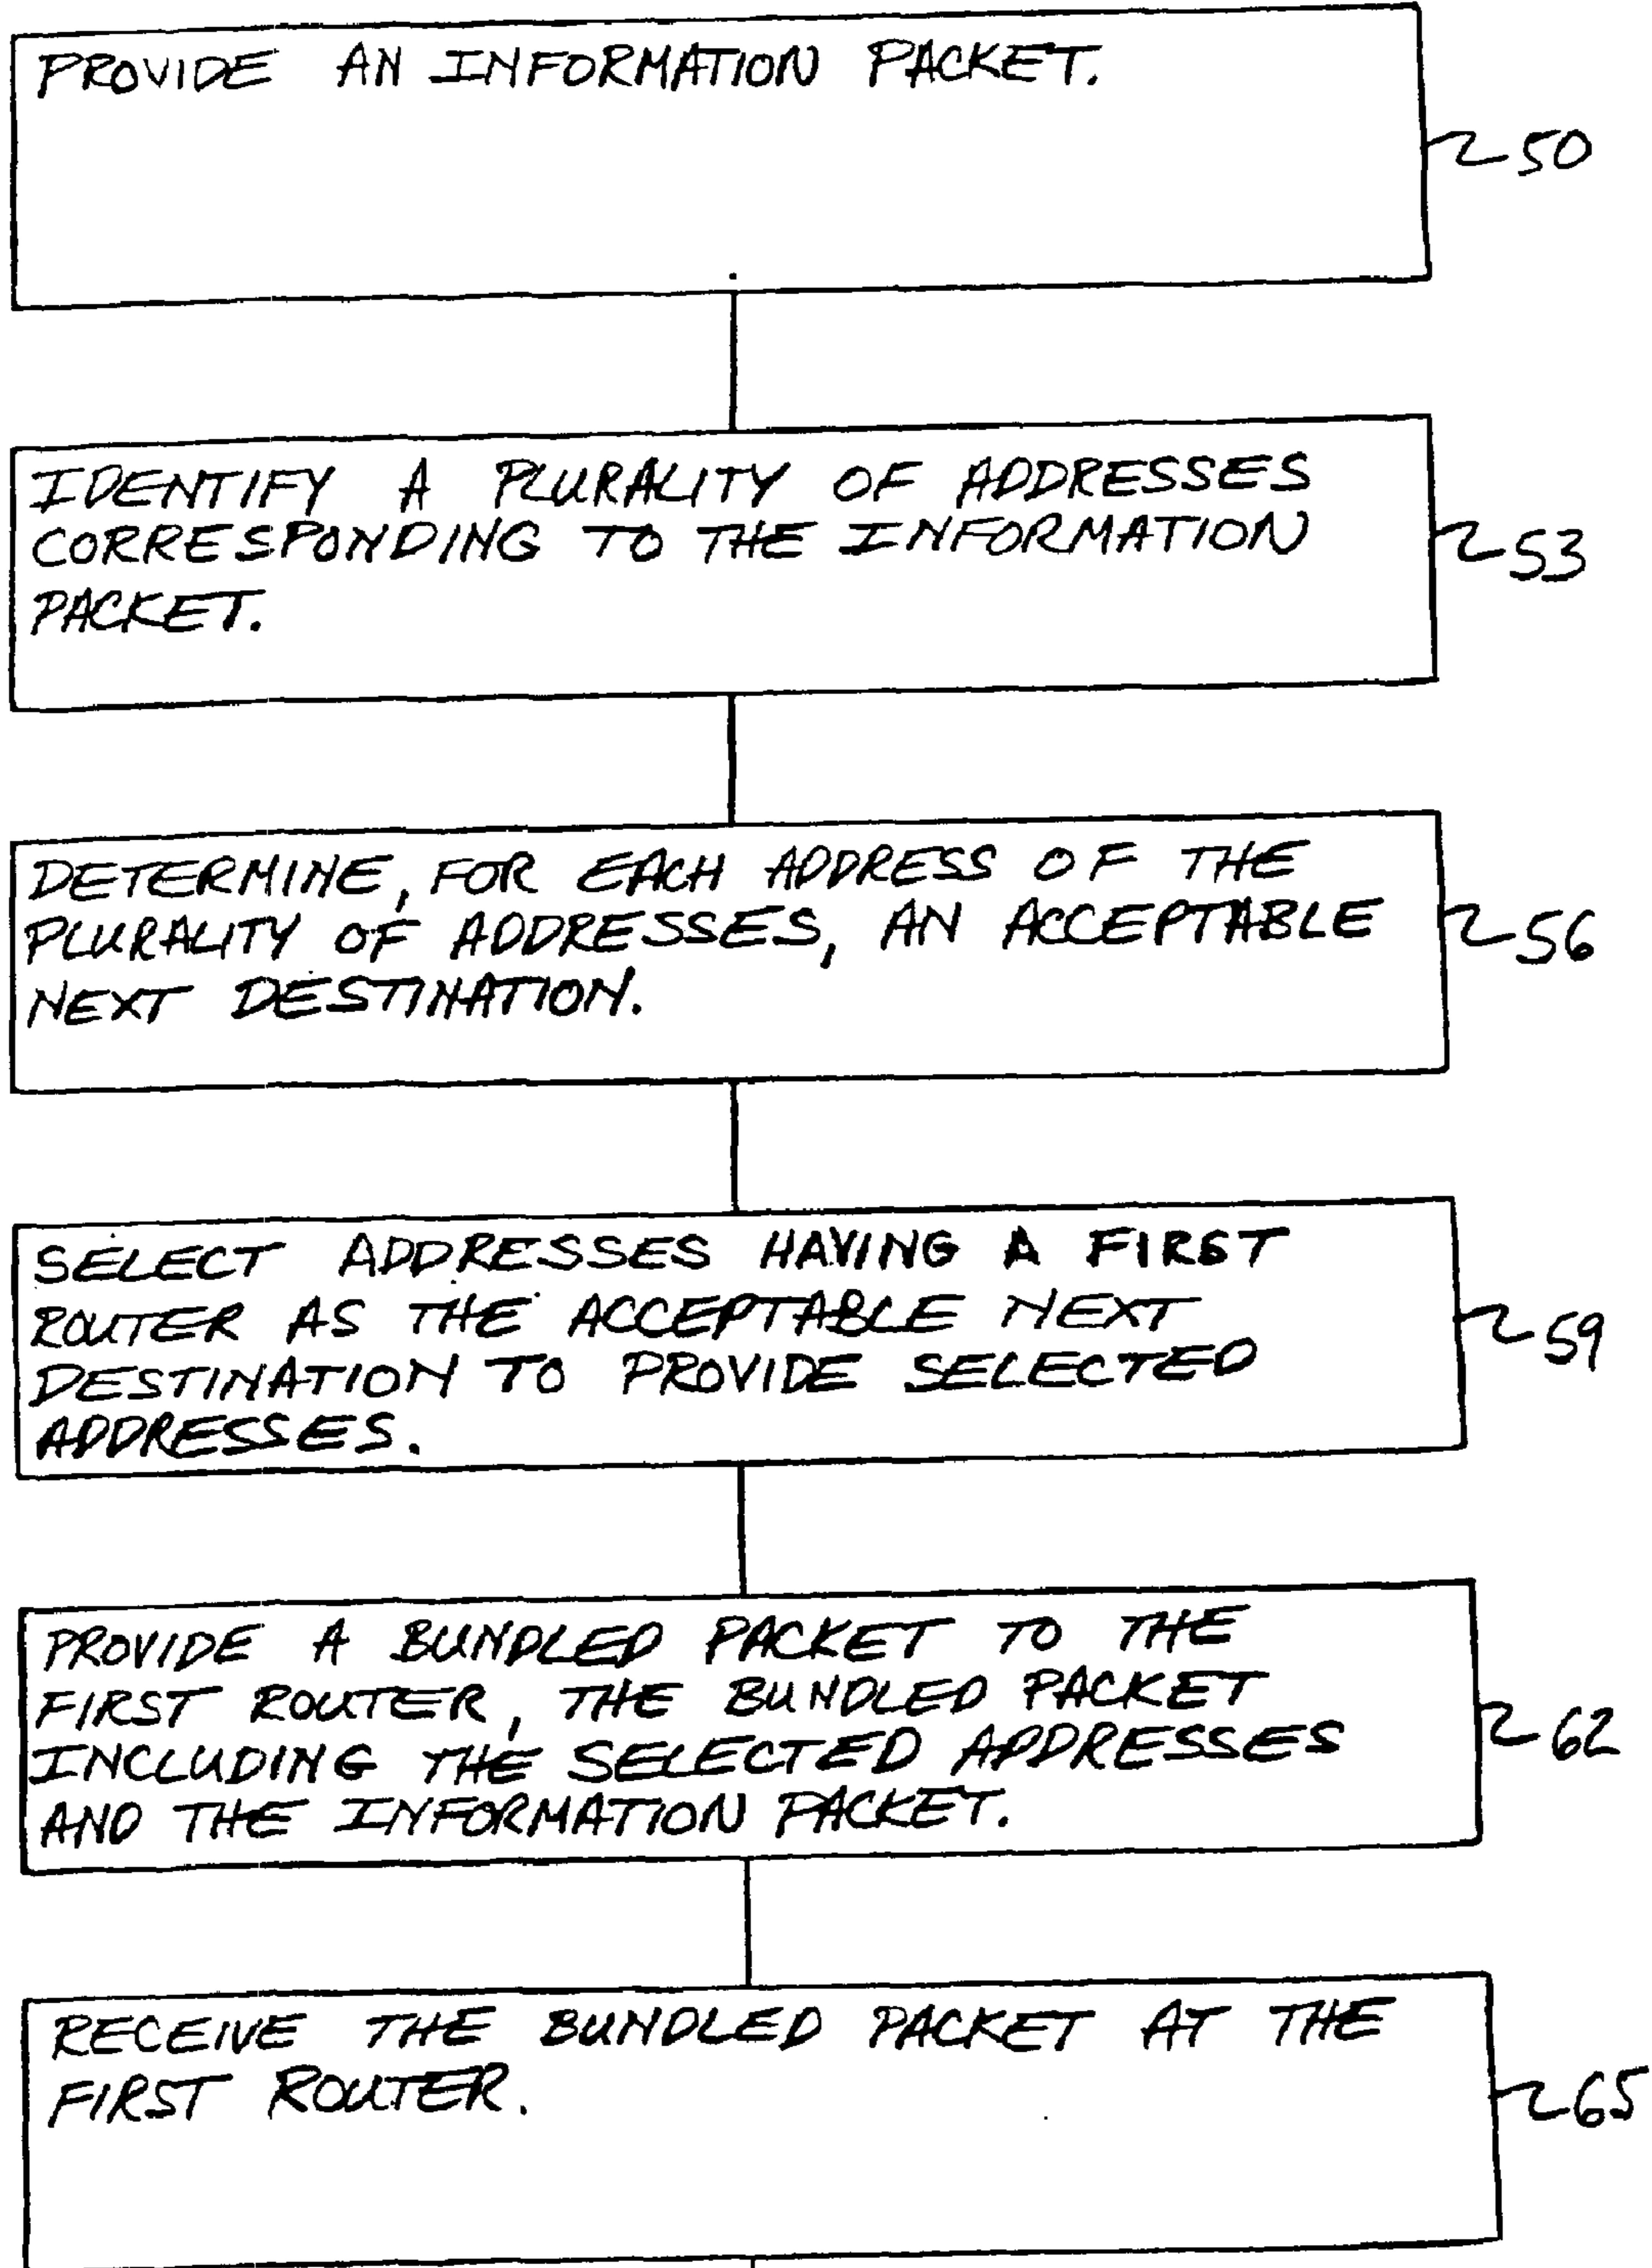 PROVIDE AN INFORMATION PACKET.
50
IDENTIFY A PLURALITY OF ADDRESSES
CORRESPONDING TO THE INFORMATION
PACKET.
53
DETERMINE, FOR EACH ADDRESS OF THE
PLURALITY OF ADDRESSES, AN ACCEPTABLE
NEXT DESTINATION.
56
SELECT ADDRESSES HAVING A FIRST
ROUTER AS THE ACCEPTABLE NEXT
DESTINATION TO PROVIDE SELECTED
ADDRESSES.
59
PROVIDE A BUNDLED PACKET TO THE
FIRST ROUTER, THE BUNDLED PACKET
INCLUDING THE SELECTED ADDRESSES
AND THE INFORMATION PACKET.
62
RECEIVE THE BUNDLED PACKET AT THE
FIRST ROUTER.
65